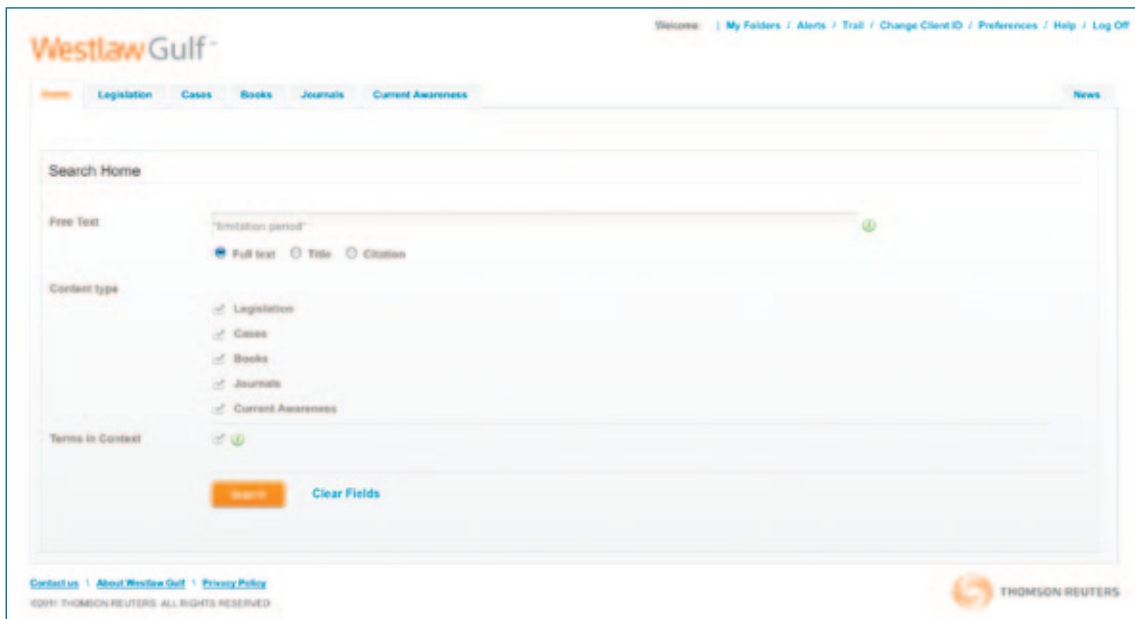 Welcome: | My Folders / Alerts / Trail / Change Client ID / Preferences / Help / Log Off
Westlaw Gulf™
Home Legislation Cases Books Journals Current Awareness News
Search Home
Free Text
"limitation period"
Full text Title Citation
Content type
Legislation
Cases
Books
Journals
Current Awareness
Terms in Context
Search Clear Fields
Contact us \ About Westlaw Gulf \ Privacy Policy
©2011 THOMSON REUTERS. ALL RIGHTS RESERVED
THOMSON REUTERS